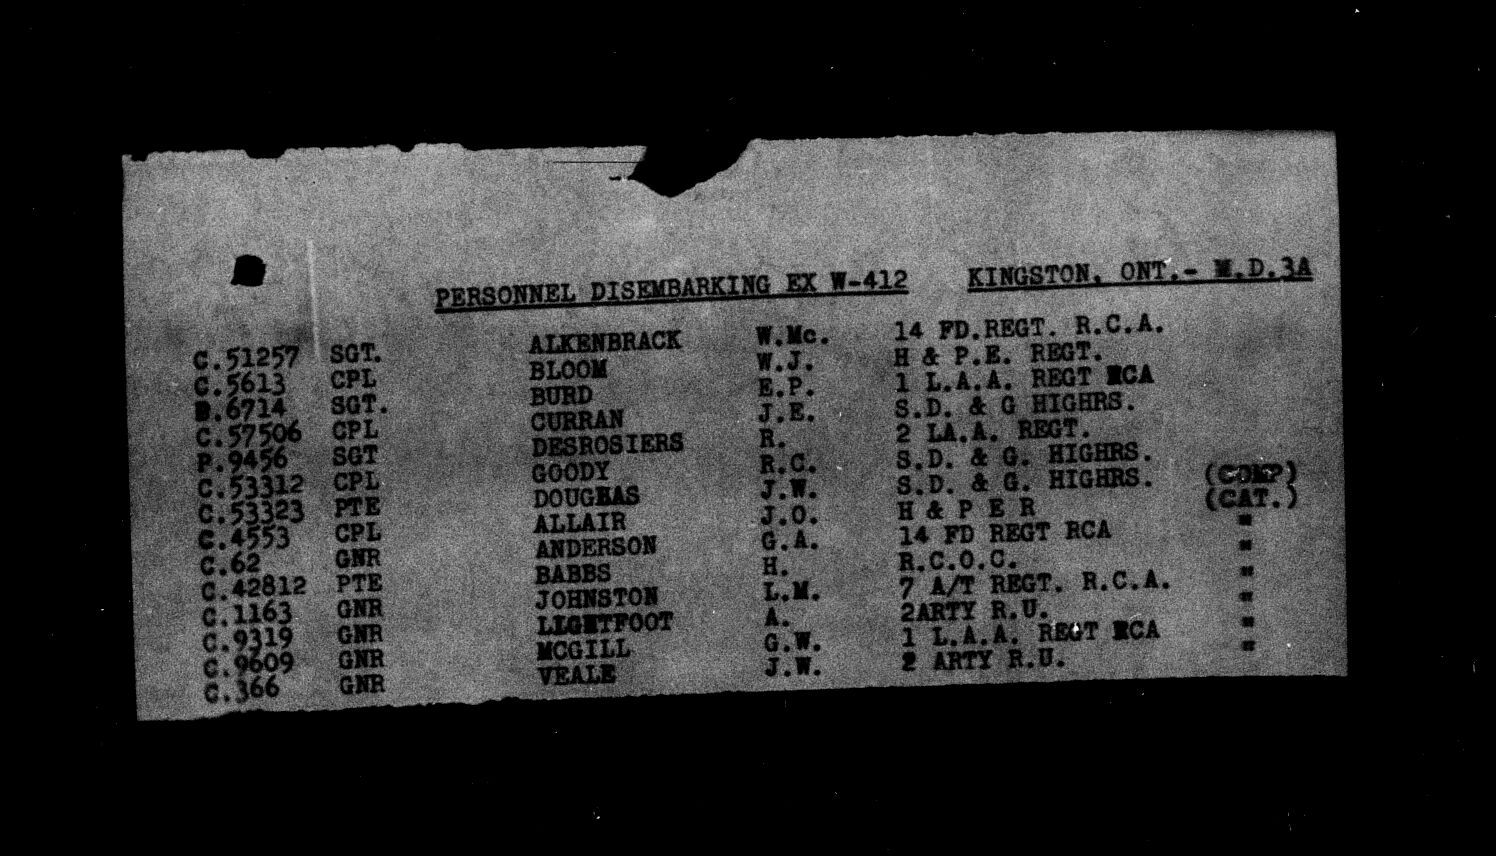 PERSONNEL DISEMBARKING EX W-412 KINGSTON, ONT.- M.D.3A
C.51257 SGT. ALKENBRACK W.Mc. 14 FD.REGT. R.C.A.
C.5613 CPL BLOOM W.J. H & P.E. REGT.
B.6714 SGT. BURD E.P. 1 L.A.A. REGT RCA
C.57506 CPL CURRAN J.E. S.D. & G HIGHRS.
P.9456 SGT DESROSIERS R. 2 LA.A. REGT.
C.53312 CPL GOODY R.C. S.D. & G. HIGHRS.
C.53323 PTE DOUGHAS J.W. S.D. & G. HIGHRS. (COMP)
C.4553 CPL ALLAIR J.O. H & P E R (CAT.)
C.62 GNR ANDERSON G.A. 14 FD REGT RCA "
C.42812 PTE BABBS H. R.C.O.C. "
C.1163 GNR JOHNSTON L.M. 7 A/T REGT. R.C.A. "
C.9319 GNR LIGHTFOOT A. 2ARTY R.U. "
C.9609 GNR MCGILL G.W. 1 L.A.A. REGT RCA "
C.366 GNR VEALE J.W. 2 ARTY R.U. "